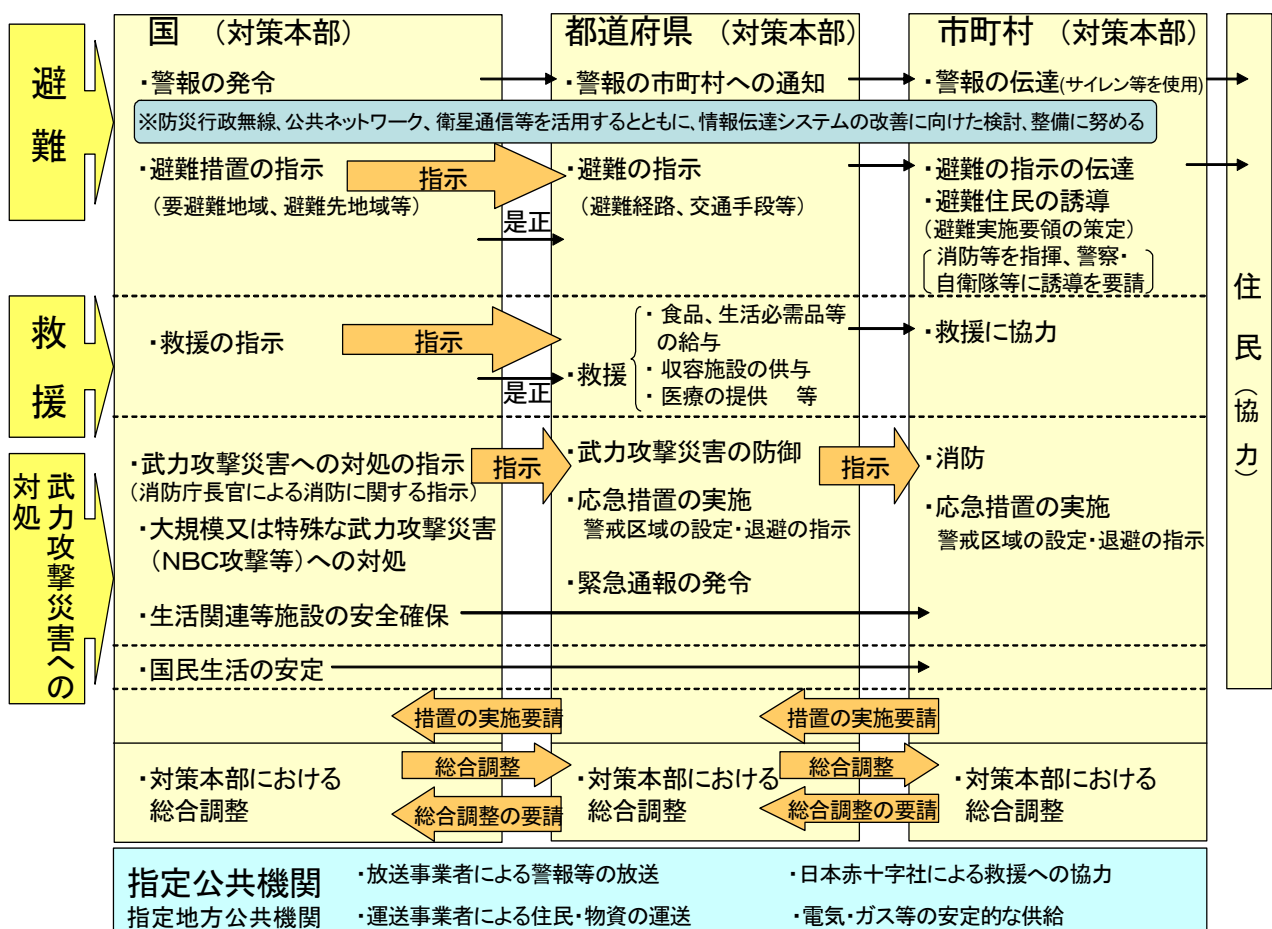 国 (対策本部)
都道府県 (対策本部)
市町村 (対策本部)
避難
・警報の発令
・警報の市町村への通知
・警報の伝達(サイレン等を使用)
※防災行政無線、公共ネットワーク、衛星通信等を活用するとともに、情報伝達システムの改善に向けた検討、整備に努める
・避難措置の指示
(要避難地域、避難先地域等)
指示
是正
・避難の指示
(避難経路、交通手段等)
・避難の指示の伝達
・避難住民の誘導
(避難実施要領の策定)
消防等を指揮、警察・
自衛隊等に誘導を要請
救援
・救援の指示
指示
是正
・救援
・食品、生活必需品等
の給与
・収容施設の供与
・医療の提供 等
・救援に協力
住民(協力)
武力攻撃災害への
対処
・武力攻撃災害への対処の指示
(消防庁長官による消防に関する指示)
・大規模又は特殊な武力攻撃災害
(NBC攻撃等)への対処
・生活関連等施設の安全確保
指示
・武力攻撃災害の防御
・応急措置の実施
警戒区域の設定・退避の指示
・緊急通報の発令
指示
・消防
・応急措置の実施
警戒区域の設定・退避の指示
・国民生活の安定
措置の実施要請
措置の実施要請
・対策本部における
総合調整
総合調整
総合調整の要請
・対策本部における
総合調整
総合調整
総合調整の要請
・対策本部における
総合調整
指定公共機関
指定地方公共機関
・放送事業者による警報等の放送
・日本赤十字社による救援への協力
・運送事業者による住民・物資の運送
・電気・ガス等の安定的な供給